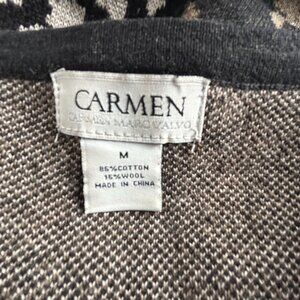 CARMEN
CARMEN MARC VALVO
M
85%COTTON
15%WOOL
MADE IN CHINA